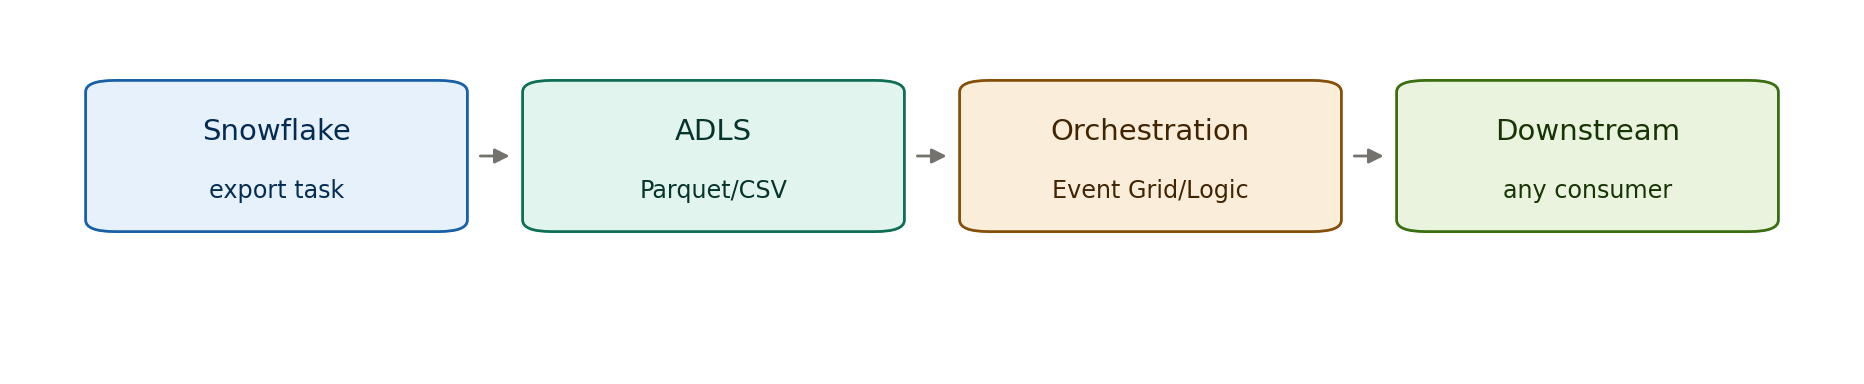 Snowflake
export task
ADLS
Parquet/CSV
Orchestration
Event Grid/Logic
Downstream
any consumer